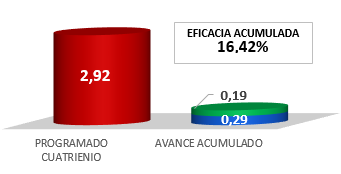 EFICACIA ACUMULADA
16,42%
2,92
0,19
0,29
PROGRAMADO
CUATRIENIO
AVANCE ACUMULADO